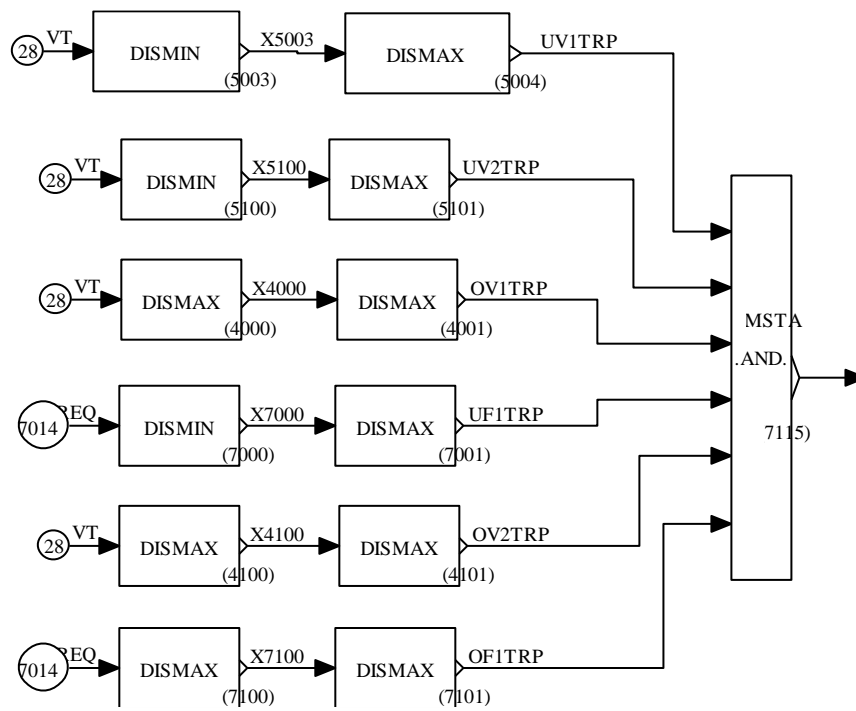 28 VT DISMIN (5003) X5003 DISMAX (5004) UV1TRP
28 VT DISMIN (5100) X5100 DISMAX (5101) UV2TRP
28 VT DISMAX (4000) X4000 DISMAX (4001) OV1TRP
7014 REQ DISMIN (7000) X7000 DISMAX (7001) UF1TRP
28 VT DISMAX (4100) X4100 DISMAX (4101) OV2TRP
7014 REQ DISMAX (7100) X7100 DISMAX (7101) OF1TRP
MSTA
.AND.
7115)